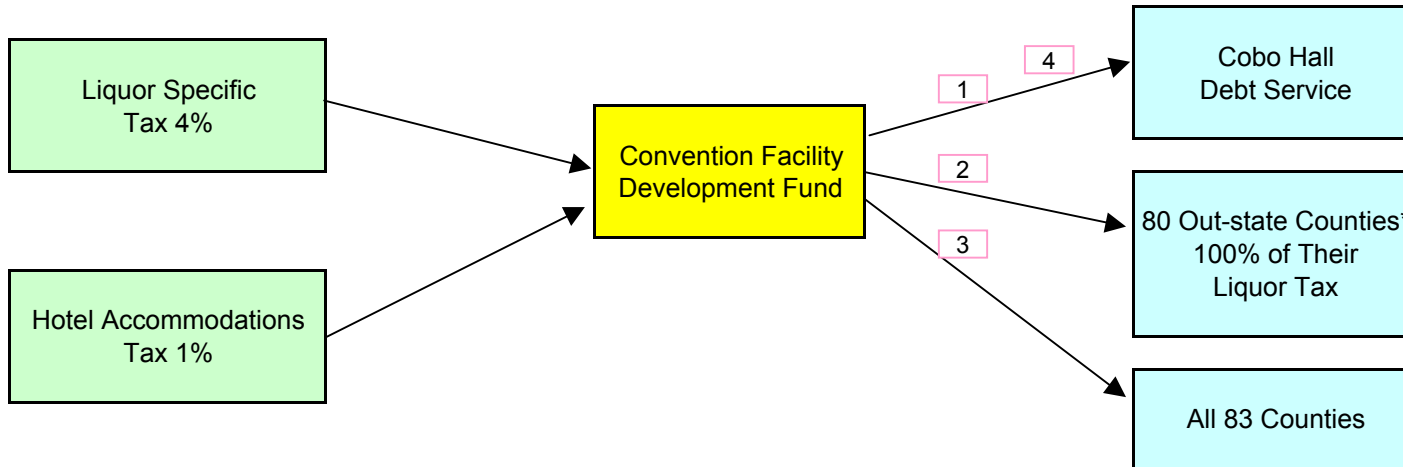 Liquor Specific
Tax 4%
Hotel Accommodations
Tax 1%
Convention Facility
Development Fund
1
4
2
3
Cobo Hall
Debt Service
80 Out-state Counties*
100% of Their
Liquor Tax
All 83 Counties